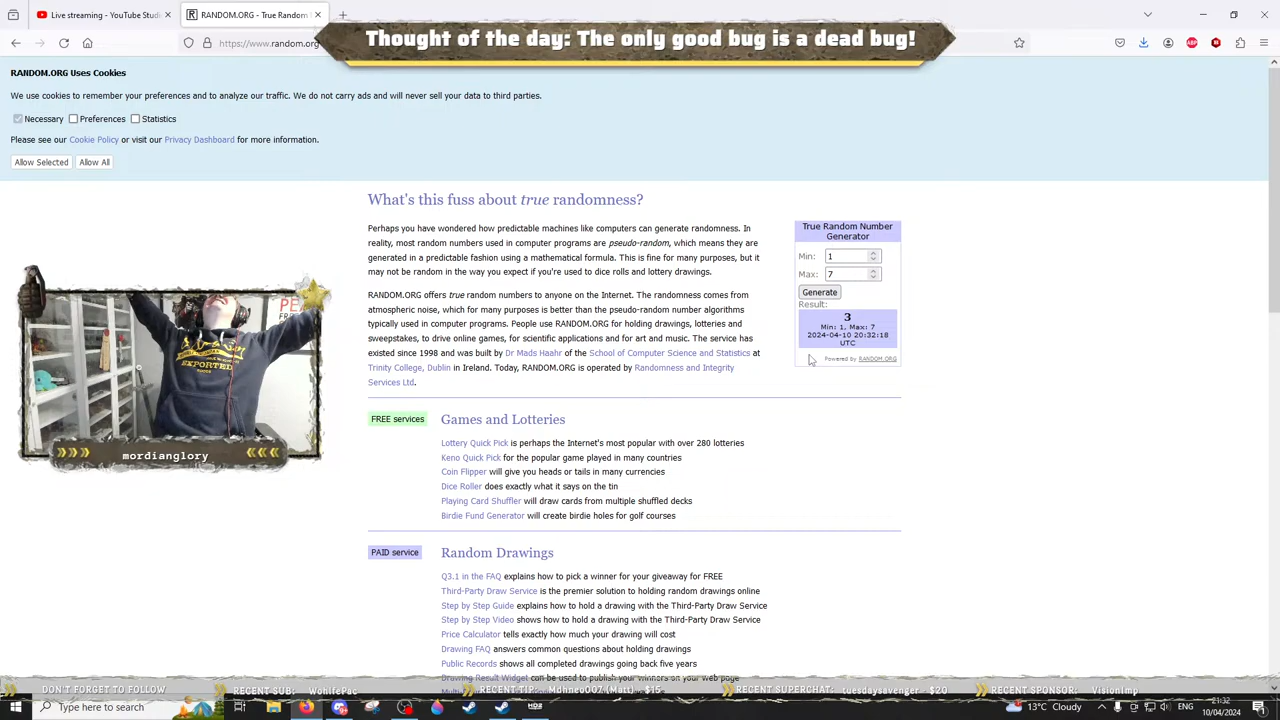 Live streaming - YouTube Stud
RANDOM.ORG - True Random
https://www.random.org
Thought of the day: The only good bug is a dead bug!
RANDOM.ORG Uses Cookies
We use cookies to remember your preferences and to analyze our traffic. We do not carry ads and will never sell your data to third parties.
Necessary Preferences Statistics
Please see our Cookie Policy or visit our Privacy Dashboard for more information.
Allow Selected Allow All
What's this fuss about true randomness?
Perhaps you have wondered how predictable machines like computers can generate randomness. In
reality, most random numbers used in computer programs are pseudo-random, which means they are
generated in a predictable fashion using a mathematical formula. This is fine for many purposes, but it
may not be random in the way you expect if you're used to dice rolls and lottery drawings.
RANDOM.ORG offers true random numbers to anyone on the Internet. The randomness comes from
atmospheric noise, which for many purposes is better than the pseudo-random number algorithms
typically used in computer programs. People use RANDOM.ORG for holding drawings, lotteries and
sweepstakes, to drive online games, for scientific applications and for art and music. The service has
existed since 1998 and was built by Dr Mads Haahr of the School of Computer Science and Statistics at
Trinity College, Dublin in Ireland. Today, RANDOM.ORG is operated by Randomness and Integrity
Services Ltd.
True Random Number
Generator
Min: 1
Max: 7
Generate
Result:
3
Min: 1, Max: 7
2024-04-10 20:32:18
UTC
Powered by RANDOM.ORG
mordianglory
FREE services
Games and Lotteries
Lottery Quick Pick is perhaps the Internet's most popular with over 280 lotteries
Keno Quick Pick for the popular game played in many countries
Coin Flipper will give you heads or tails in many currencies
Dice Roller does exactly what it says on the tin
Playing Card Shuffler will draw cards from multiple shuffled decks
Birdie Fund Generator will create birdie holes for golf courses
PAID service
Random Drawings
Q3.1 in the FAQ explains how to pick a winner for your giveaway for FREE
Third-Party Draw Service is the premier solution to holding random drawings online
Step by Step Guide explains how to hold a drawing with the Third-Party Draw Service
Step by Step Video shows how to hold a drawing with the Third-Party Draw Service
Price Calculator tells exactly how much your drawing will cost
Drawing FAQ answers common questions about holding drawings
Public Records shows all completed drawings going back five years
Drawing Result Widget can be used to publish your winners on your web page
DON'T FORGET TO FOLLOW
RECENT SUB: WolfePac
RECENT TIP: Mdhneo007 (Matt) - $15
RECENT SUPERCHAT: tuesdaysavenger - $20
RECENT SPONSOR: VisionImp
Type here to search
13°C Cloudy
ENG
21:32
10/04/2024